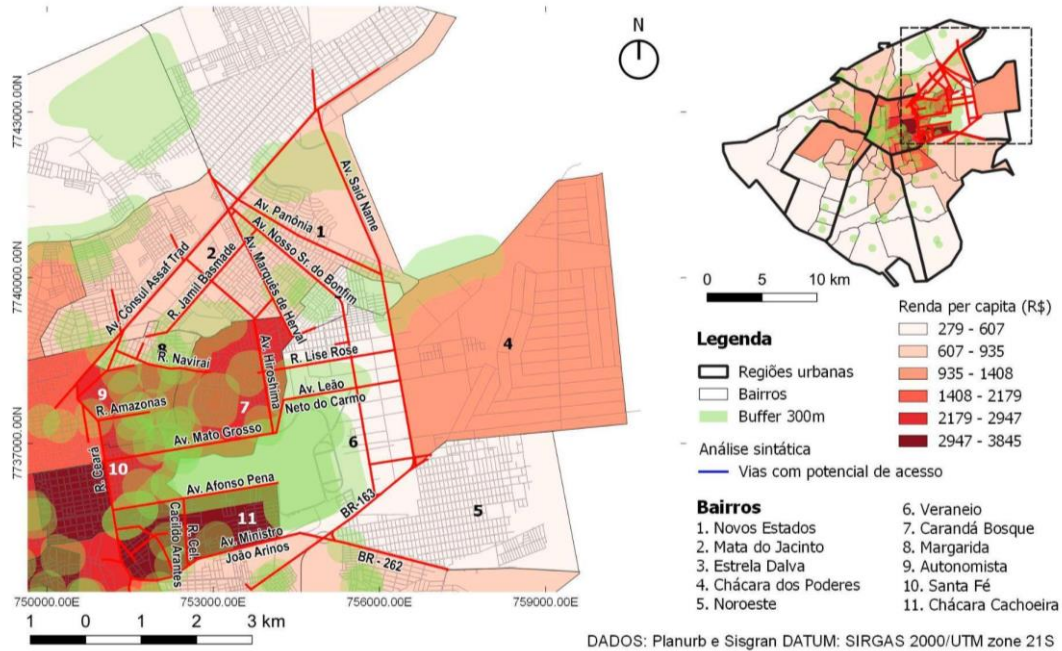 N
7743000.00N
7740000.00N
7737000.00N
Av. Said Name
Av. Panônia
1
Av. Nosso Sr. do Bonfim
2
Av. Cônsul Assaf Trad
R. Jamil Basmade
Av. Marquês de Herval
4
8
R. Naviraí
Av. Hiroshima
R. Lise Rose
9
R. Amazonas
7
Av. Leão
Neto do Carmo
Av. Mato Grosso
6
10
R. Ceará
Av. Afonso Pena
BR-163
5
11
Cacildo Arantes
R. Cel.
Av. Ministro
João Arinos
BR - 262
750000.00E
753000.00E
756000.00E
759000.00E
1 0 1 2 3 km
0 5 10 km
Legenda
Regiões urbanas
Bairros
Buffer 300m
Análise sintática
Vias com potencial de acesso
Renda per capita (R$)
279 - 607
607 - 935
935 - 1408
1408 - 2179
2179 - 2947
2947 - 3845
Bairros
1. Novos Estados
2. Mata do Jacinto
3. Estrela Dalva
4. Chácara dos Poderes
5. Noroeste
6. Veraneio
7. Carandá Bosque
8. Margarida
9. Autonomista
10. Santa Fé
11. Chácara Cachoeira
DADOS: Planurb e Sisgran DATUM: SIRGAS 2000/UTM zone 21S